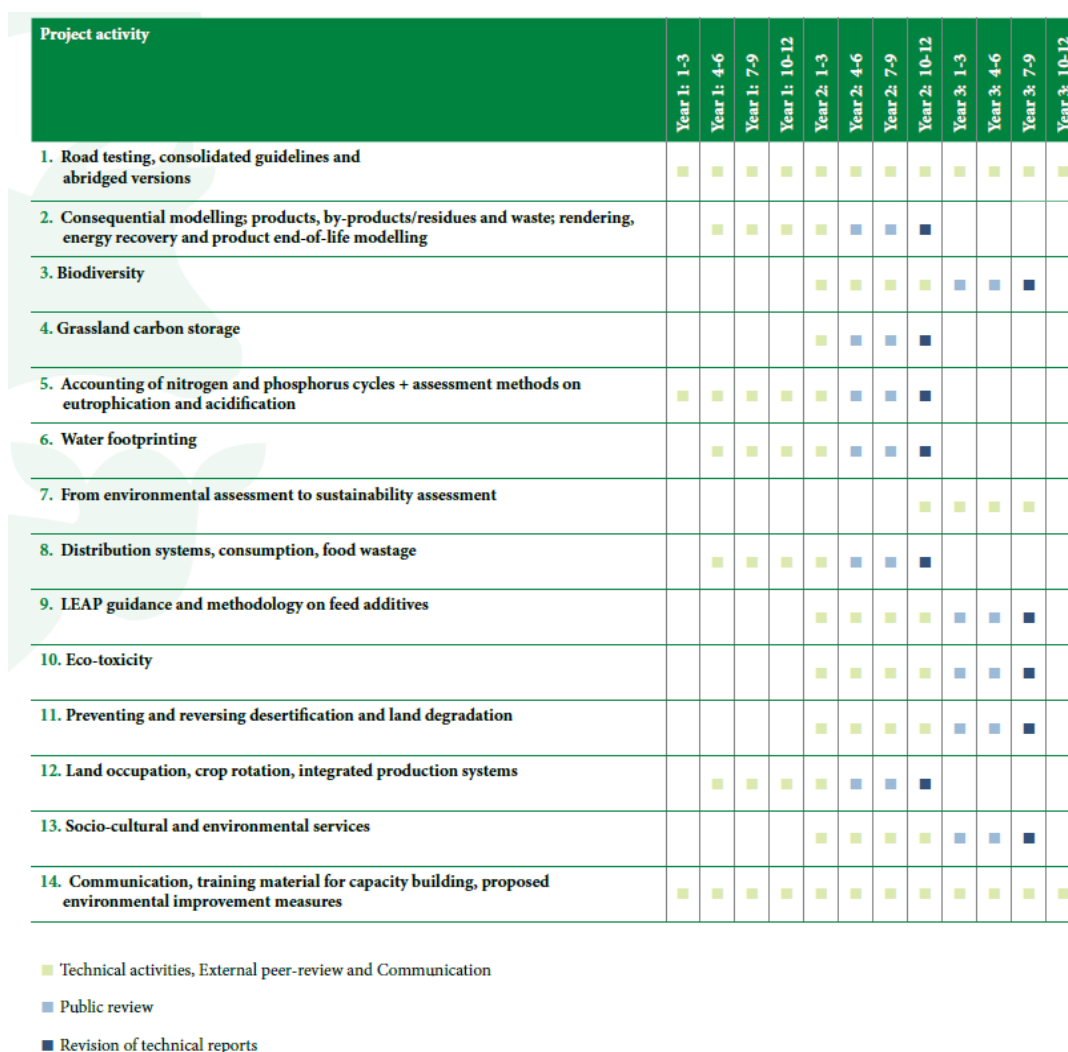 Project activity
Year 1: 1-3
Year 1: 4-6
Year 1: 7-9
Year 1: 10-12
Year 2: 1-3
Year 2: 4-6
Year 2: 7-9
Year 2: 10-12
Year 3: 1-3
Year 3: 4-6
Year 3: 7-9
Year 3: 10-12
1. Road testing, consolidated guidelines and
abridged versions
2. Consequential modelling; products, by-products/residues and waste; rendering,
energy recovery and product end-of-life modelling
3. Biodiversity
4. Grassland carbon storage
5. Accounting of nitrogen and phosphorus cycles + assessment methods on
eutrophication and acidification
6. Water footprinting
7. From environmental assessment to sustainability assessment
8. Distribution systems, consumption, food wastage
9. LEAP guidance and methodology on feed additives
10. Eco-toxicity
11. Preventing and reversing desertification and land degradation
12. Land occupation, crop rotation, integrated production systems
13. Socio-cultural and environmental services
14. Communication, training material for capacity building, proposed
environmental improvement measures
Technical activities, External peer-review and Communication
Public review
Revision of technical reports